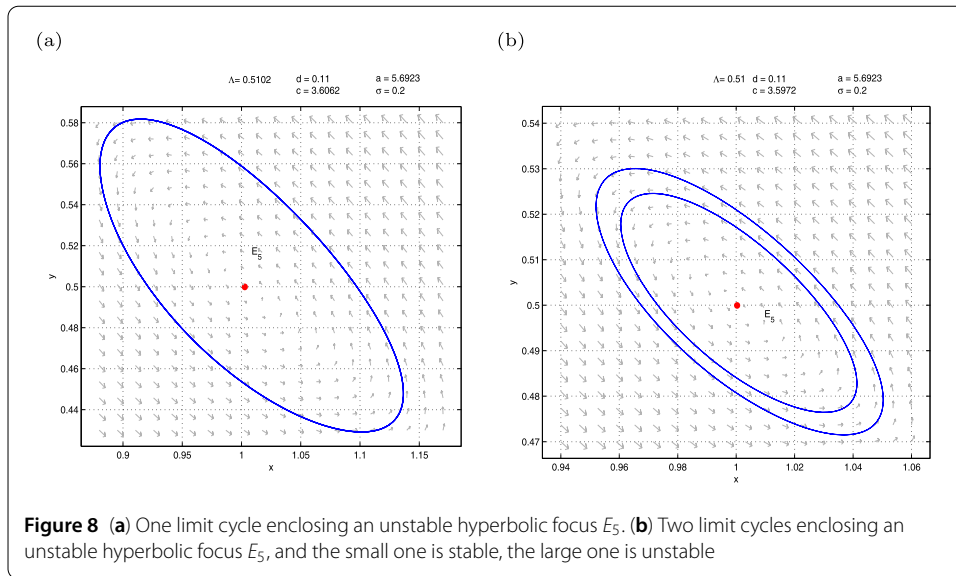 (a)
Λ= 0.5102 d = 0.11 a = 5.6923
c = 3.6062 σ = 0.2
0.58
0.56
0.54
0.52
0.5
0.48
0.46
0.44
y
E5
0.9 0.95 1 1.05 1.1 1.15
x
(b)
Λ= 0.51 d = 0.11 a = 5.6923
c = 3.5972 σ = 0.2
0.54
0.53
0.52
0.51
0.5
0.49
0.48
0.47
y
E5
0.94 0.96 0.98 1 1.02 1.04 1.06
x
Figure 8 (a) One limit cycle enclosing an unstable hyperbolic focus E5. (b) Two limit cycles enclosing an
unstable hyperbolic focus E5, and the small one is stable, the large one is unstable